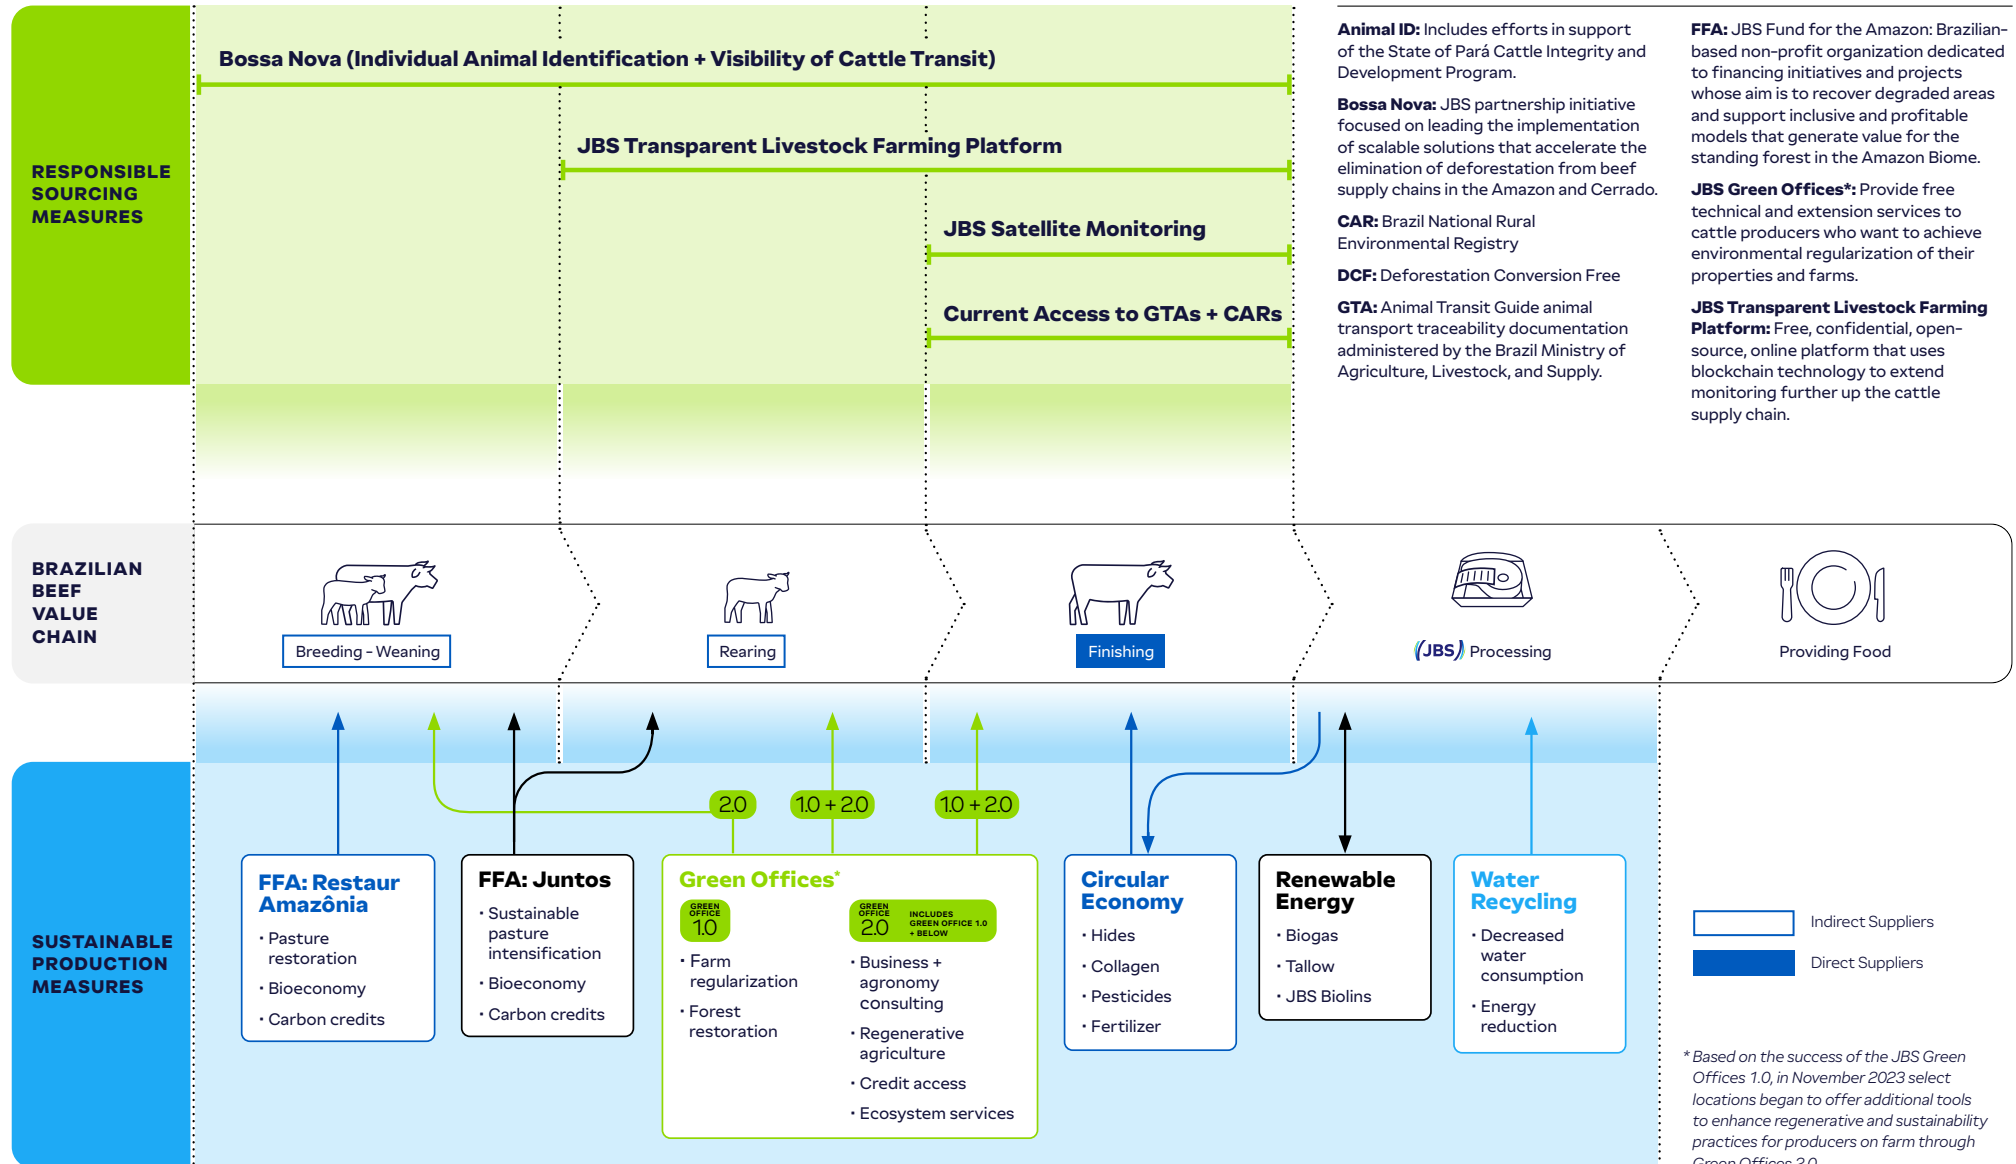 RESPONSIBLE
SOURCING
MEASURES
Bossa Nova (Individual Animal Identification + Visibility of Cattle Transit)
JBS Transparent Livestock Farming Platform
JBS Satellite Monitoring
Current Access to GTAs + CARs
Animal ID: Includes efforts in support
of the State of Pará Cattle Integrity and
Development Program.
Bossa Nova: JBS partnership initiative
focused on leading the implementation
of scalable solutions that accelerate the
elimination of deforestation from beef
supply chains in the Amazon and Cerrado.
CAR: Brazil National Rural
Environmental Registry
DCF: Deforestation Conversion Free
GTA: Animal Transit Guide animal
transport traceability documentation
administered by the Brazil Ministry of
Agriculture, Livestock, and Supply.
FFA: JBS Fund for the Amazon: Brazilian-
based non-profit organization dedicated
to financing initiatives and projects
whose aim is to recover degraded areas
and support inclusive and profitable
models that generate value for the
standing forest in the Amazon Biome.
JBS Green Offices*: Provide free
technical and extension services to
cattle producers who want to achieve
environmental regularization of their
properties and farms.
JBS Transparent Livestock Farming
Platform: Free, confidential, open-
source, online platform that uses
blockchain technology to extend
monitoring further up the cattle
supply chain.
BRAZILIAN
BEEF
VALUE
CHAIN
Breeding - Weaning
Rearing
Finishing
JBS Processing
Providing Food
SUSTAINABLE
PRODUCTION
MEASURES
2.0
1.0 + 2.0
1.0 + 2.0
FFA: Restaur
Amazônia
· Pasture
restoration
· Bioeconomy
· Carbon credits
FFA: Juntos
· Sustainable
pasture
intensification
· Bioeconomy
· Carbon credits
Green Offices*
GREEN
OFFICE
1.0
· Farm
regularization
· Forest
restoration
GREEN
OFFICE
2.0
INCLUDES
GREEN OFFICE 1.0
+ BELOW
· Business +
agronomy
consulting
· Regenerative
agriculture
· Credit access
· Ecosystem services
Circular
Economy
· Hides
· Collagen
· Pesticides
· Fertilizer
Renewable
Energy
· Biogas
· Tallow
· JBS Biolins
Water
Recycling
· Decreased
water
consumption
· Energy
reduction
Indirect Suppliers
Direct Suppliers
* Based on the success of the JBS Green
Offices 1.0, in November 2023 select
locations began to offer additional tools
to enhance regenerative and sustainability
practices for producers on farm through
Green Offices 2.0